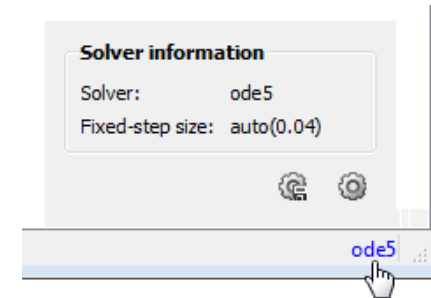 Solver information
Solver: ode5
Fixed-step size: auto(0.04)
ode5